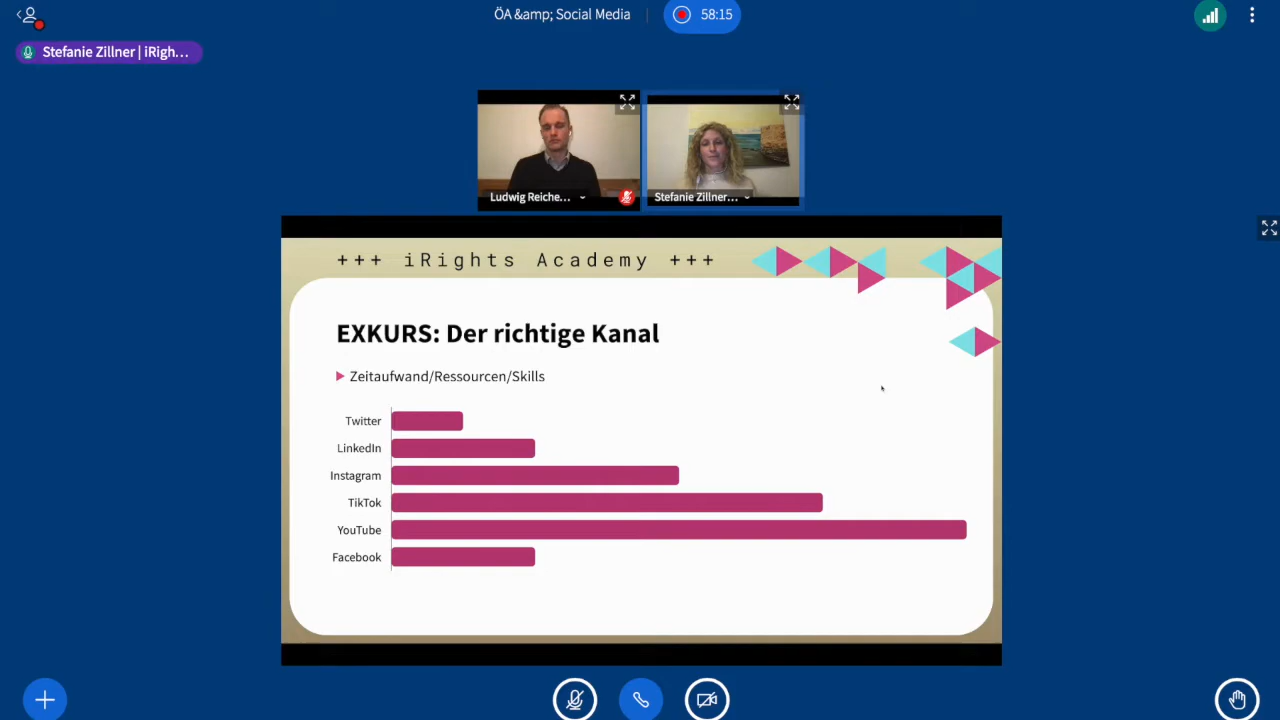 ÖA &amp; Social Media
58:15
Stefanie Zillner | iRigh...
Ludwig Reiche...
Stefanie Zillner...
+++ iRights Academy +++
EXKURS: Der richtige Kanal
Zeitaufwand/Ressourcen/Skills
Twitter
LinkedIn
Instagram
TikTok
YouTube
Facebook